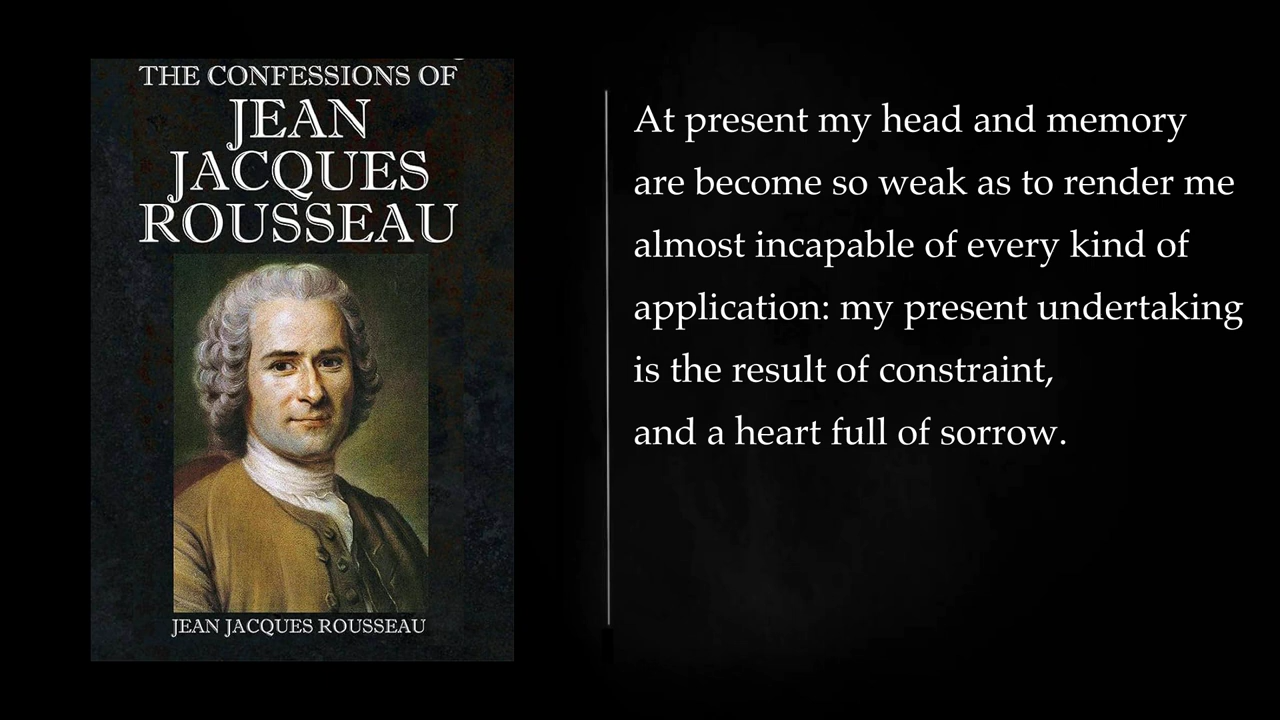 THE CONFESSIONS OF
JEAN
JACQUES
ROUSSEAU
JEAN JACQUES ROUSSEAU
At present my head and memory
are become so weak as to render me
almost incapable of every kind of
application: my present undertaking
is the result of constraint,
and a heart full of sorrow.